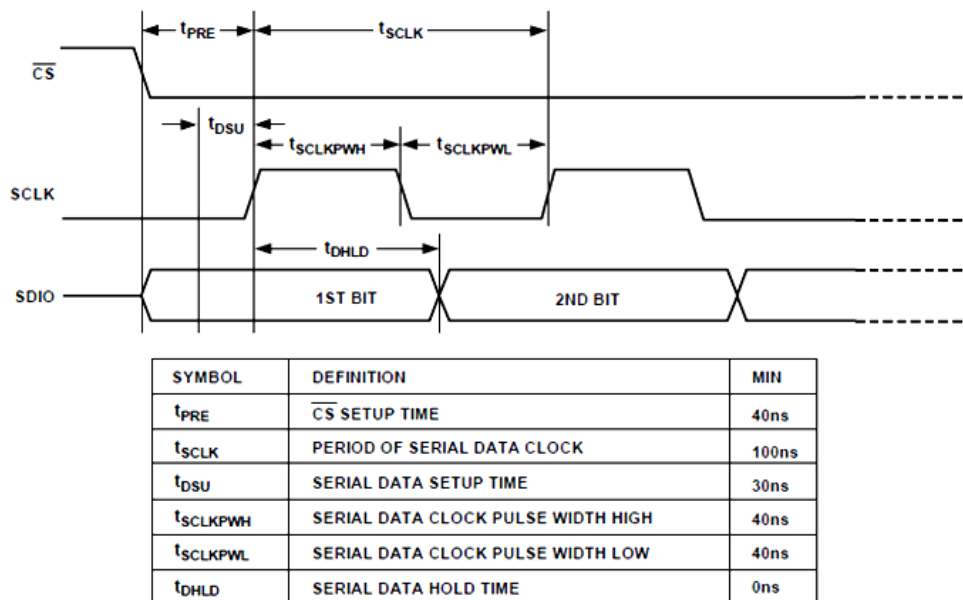 tPRE tSCLK
CS
tDSU
tSCLKPWH tSCLKPWL
SCLK
tDHLD
SDIO 1ST BIT 2ND BIT
SYMBOL DEFINITION MIN
tPRE CS SETUP TIME 40ns
tSCLK PERIOD OF SERIAL DATA CLOCK 100ns
tDSU SERIAL DATA SETUP TIME 30ns
tSCLKPWH SERIAL DATA CLOCK PULSE WIDTH HIGH 40ns
tSCLKPWL SERIAL DATA CLOCK PULSE WIDTH LOW 40ns
tDHLD SERIAL DATA HOLD TIME 0ns